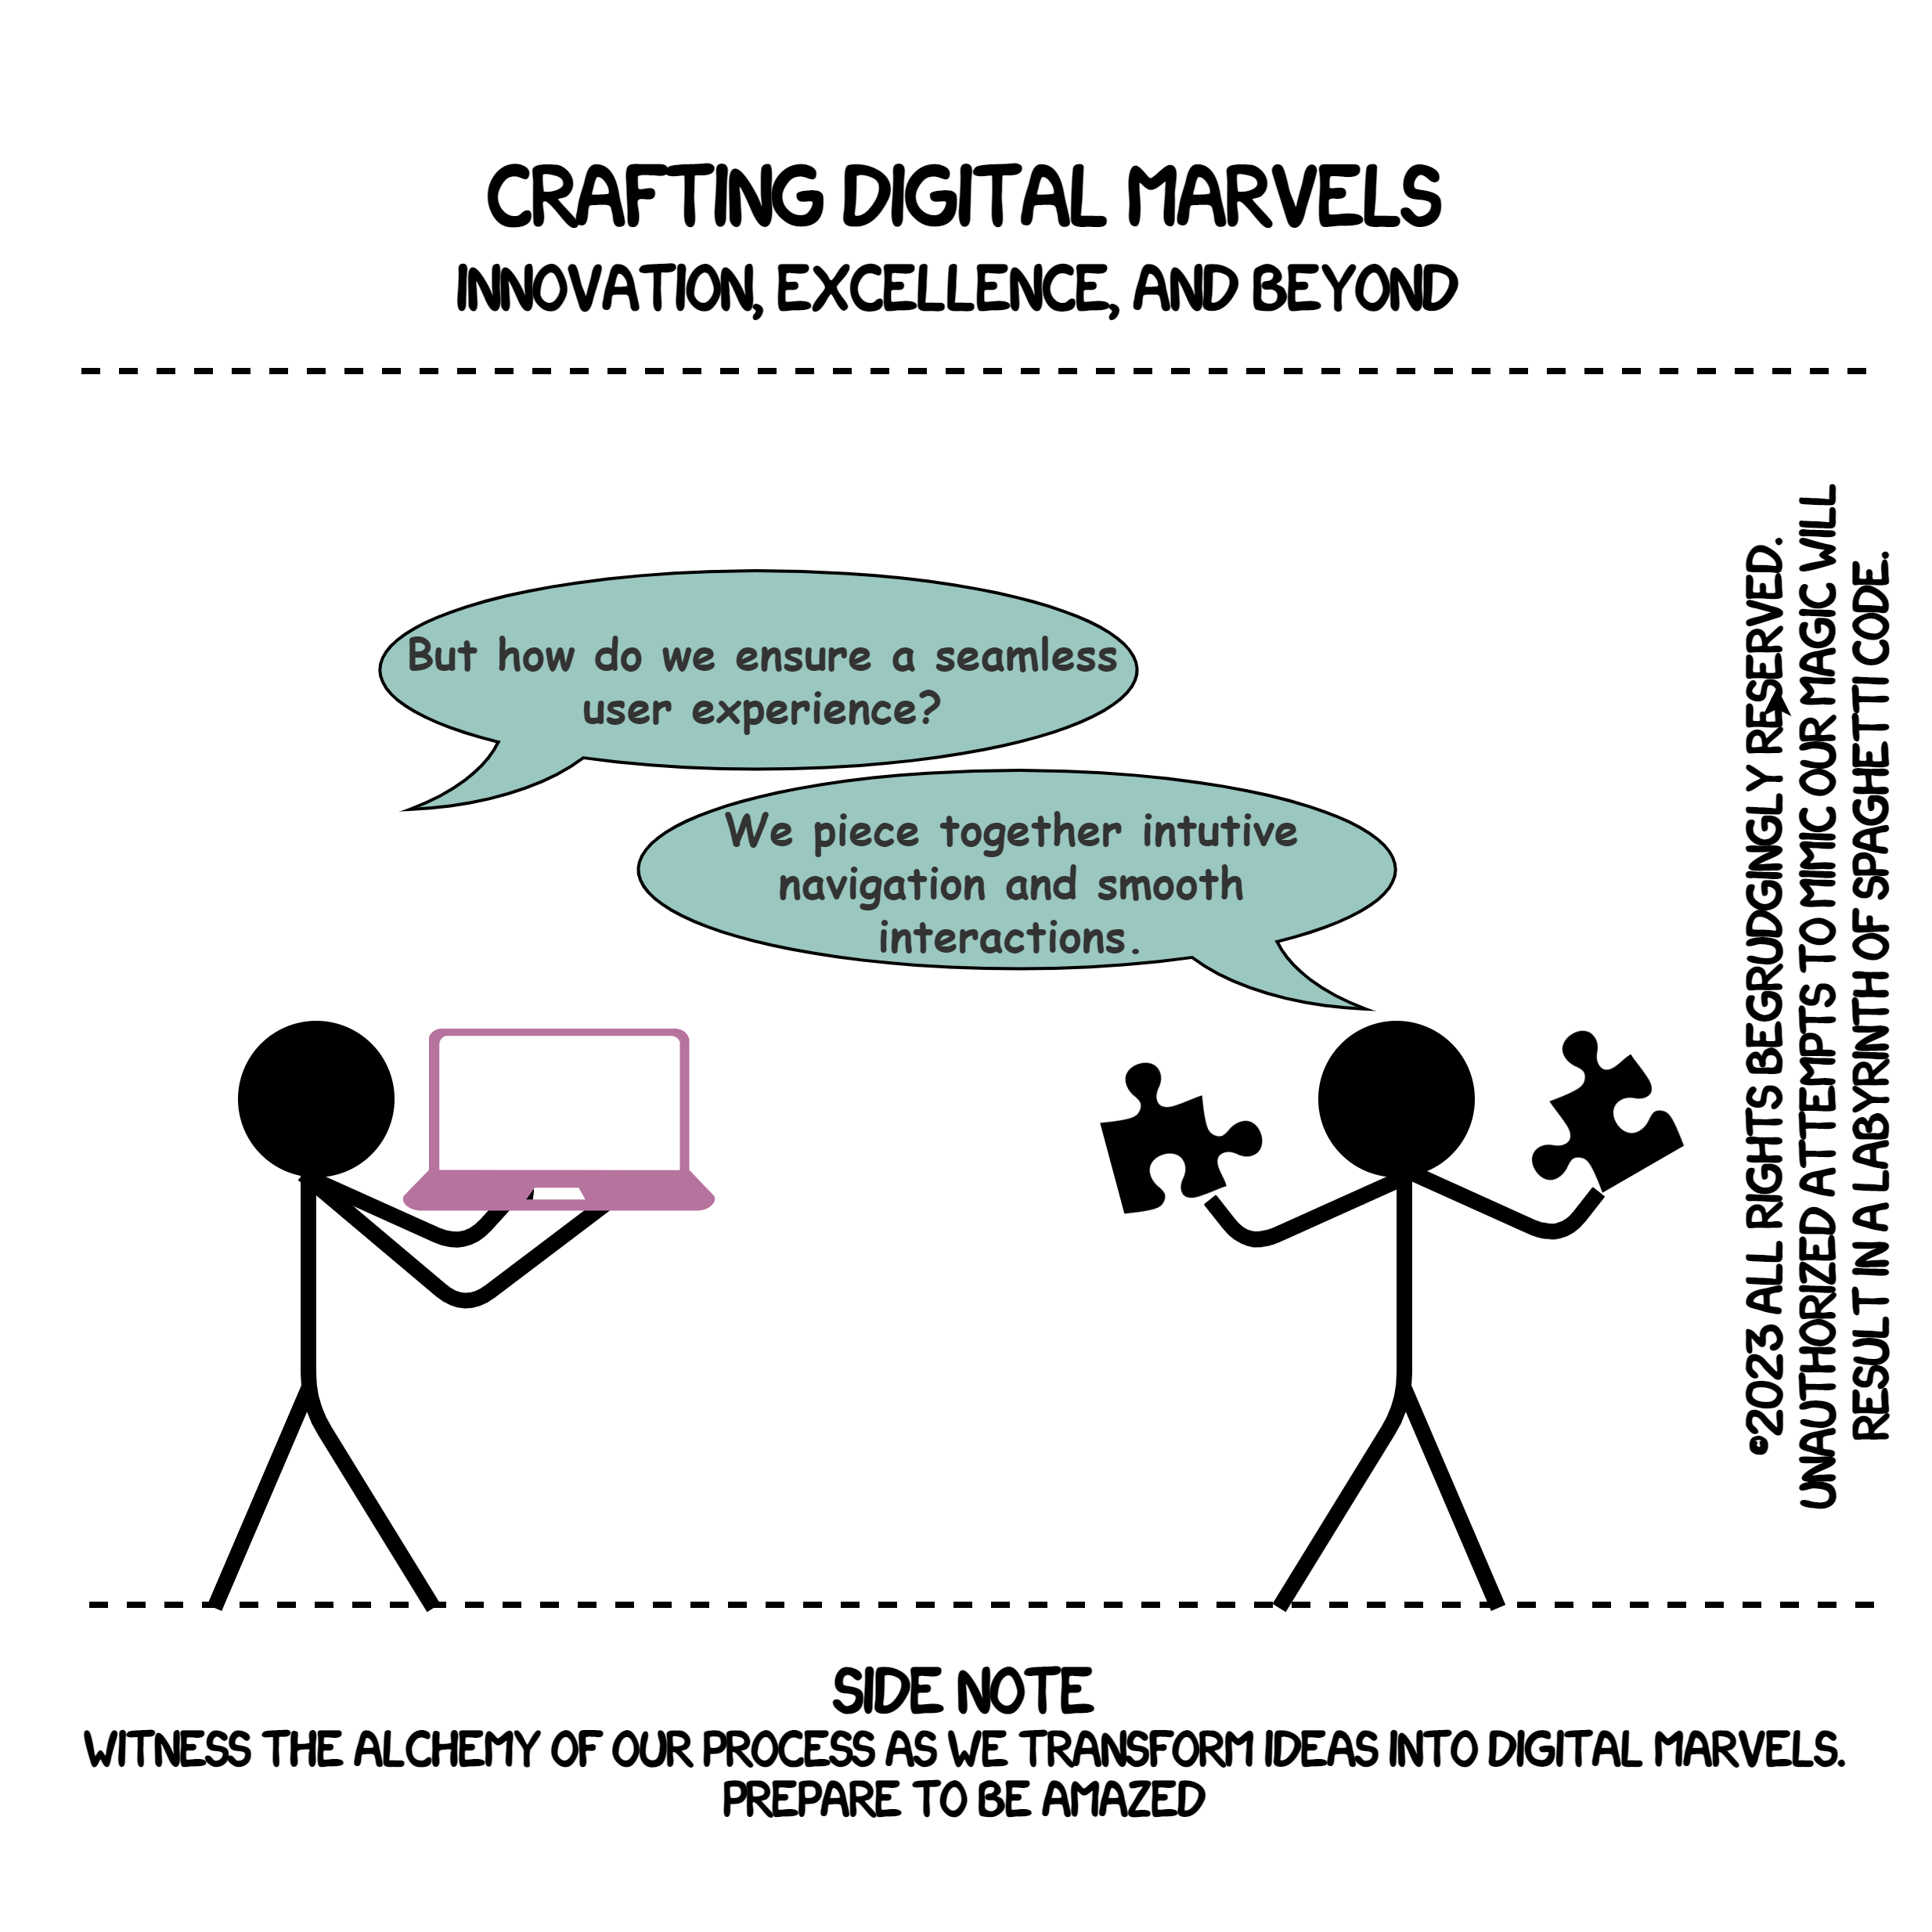 CRAFTING DIGITAL MARVELS
INNOVATION, EXCELLENCE, AND BEYOND
But how do we ensure a seamless
user experience?
We piece together intutive
navigation and smooth
interactions.
©2023 ALL RIGHTS BEGRUDGINGLY RESERVED.
UNAUTHORIZED ATTEMPTS TO MIMIC OUR MAGIC WILL
RESULT IN A LABYRINTH OF SPAGHETTI CODE.
SIDE NOTE
WITNESS THE ALCHEMY OF OUR PROCESS AS WE TRANSFORM IDEAS INTO DIGITAL MARVELS.
PREPARE TO BE AMAZED